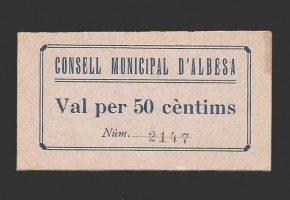 CONSELL MUNICIPAL D'ALBESA
Val per 50 cèntims
Núm. 2147